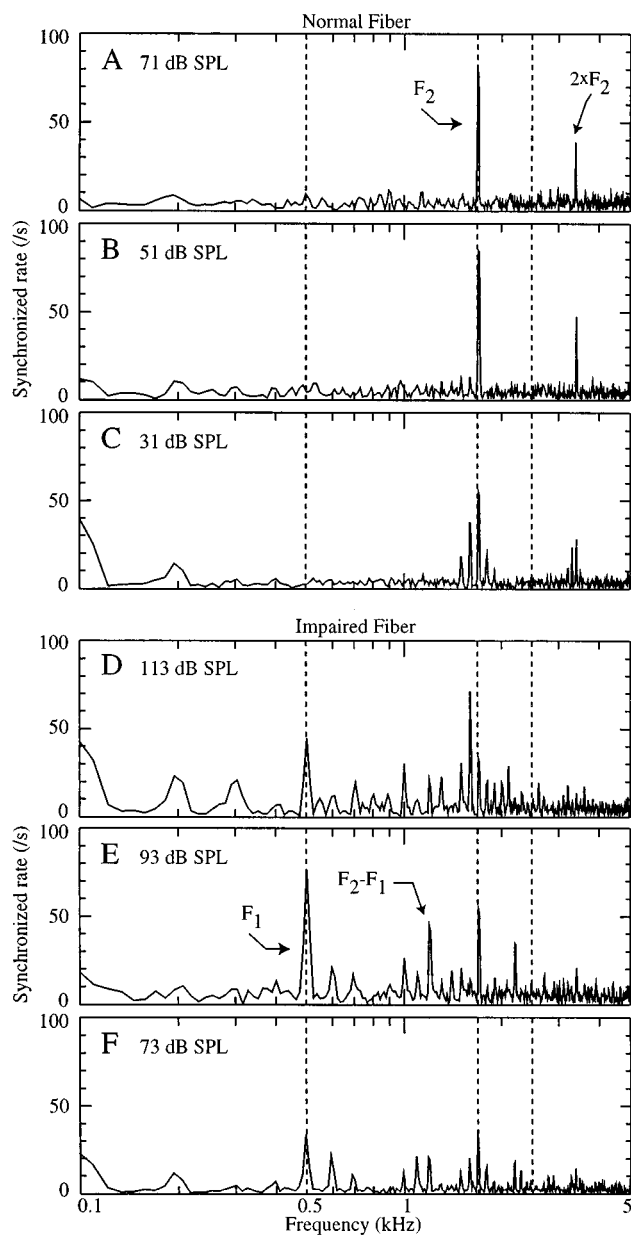 Normal Fiber
100
A 71 dB SPL
F2
2xF2
50
0
100
B 51 dB SPL
50
0
Synchronized rate (/s)
100
C 31 dB SPL
50
0
Impaired Fiber
100
D 113 dB SPL
50
0
100
E 93 dB SPL
F1
F2-F1
50
0
Synchronized rate (/s)
100
F 73 dB SPL
50
0
0.1 0.5 1 5
Frequency (kHz)